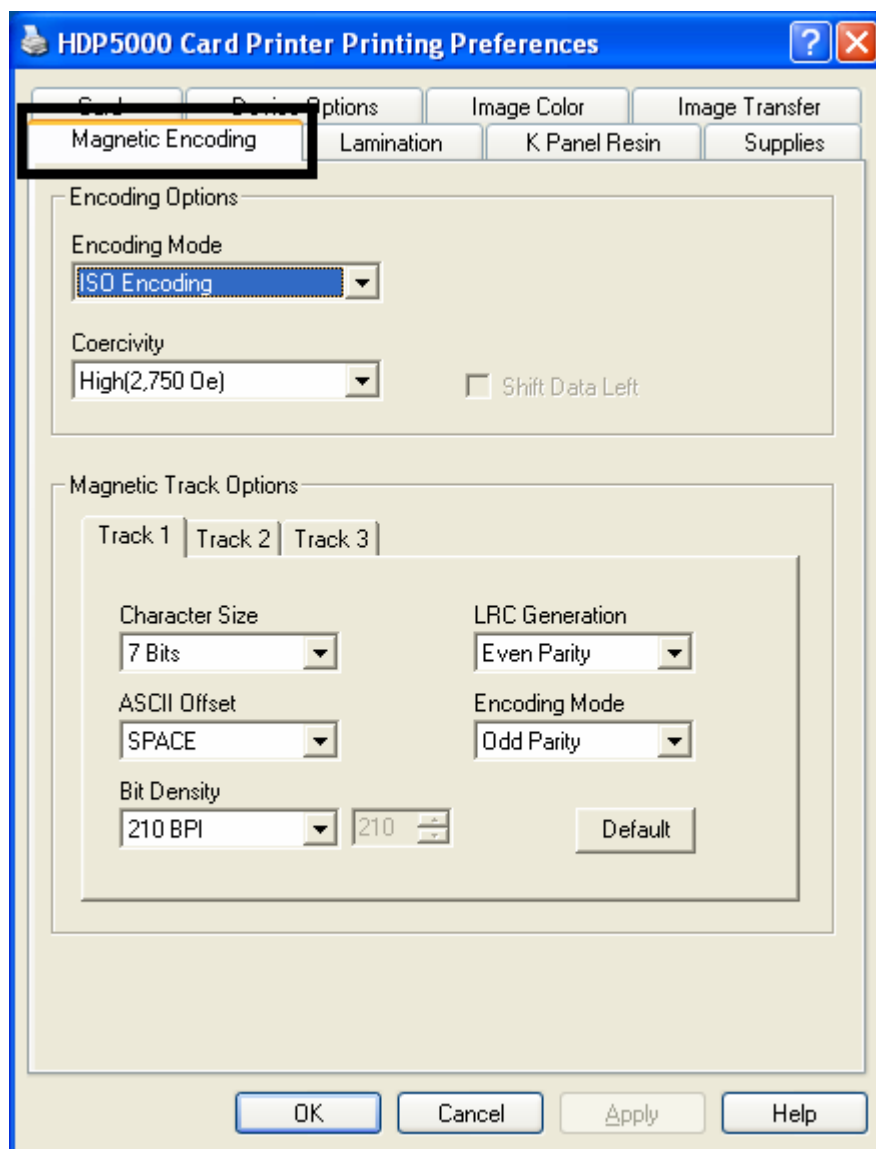 HDP5000 Card Printer Printing Preferences
Card Device Options Image Color Image Transfer
Magnetic Encoding Lamination K Panel Resin Supplies
Encoding Options
Encoding Mode
ISO Encoding
Coercivity
High(2,750 Oe) Shift Data Left
Magnetic Track Options
Track 1 Track 2 Track 3
Character Size LRC Generation
7 Bits Even Parity
ASCII Offset Encoding Mode
SPACE Odd Parity
Bit Density
210 BPI 210 Default
OK Cancel Apply Help